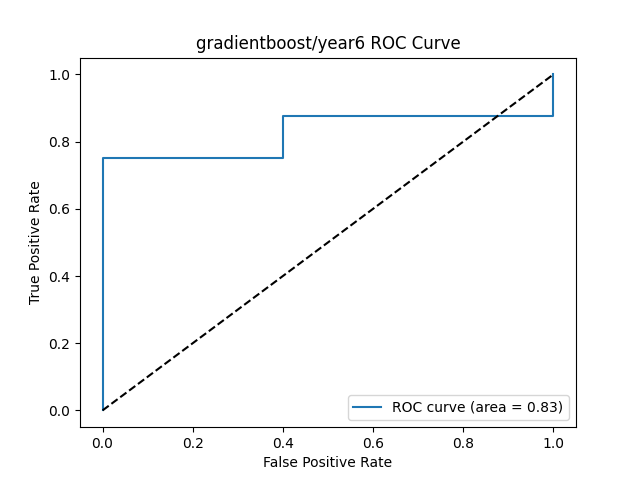 gradientboost/year6 ROC Curve
True Positive Rate
1.0
0.8
0.6
0.4
0.2
0.0
ROC curve (area = 0.83)
0.0 0.2 0.4 0.6 0.8 1.0
False Positive Rate